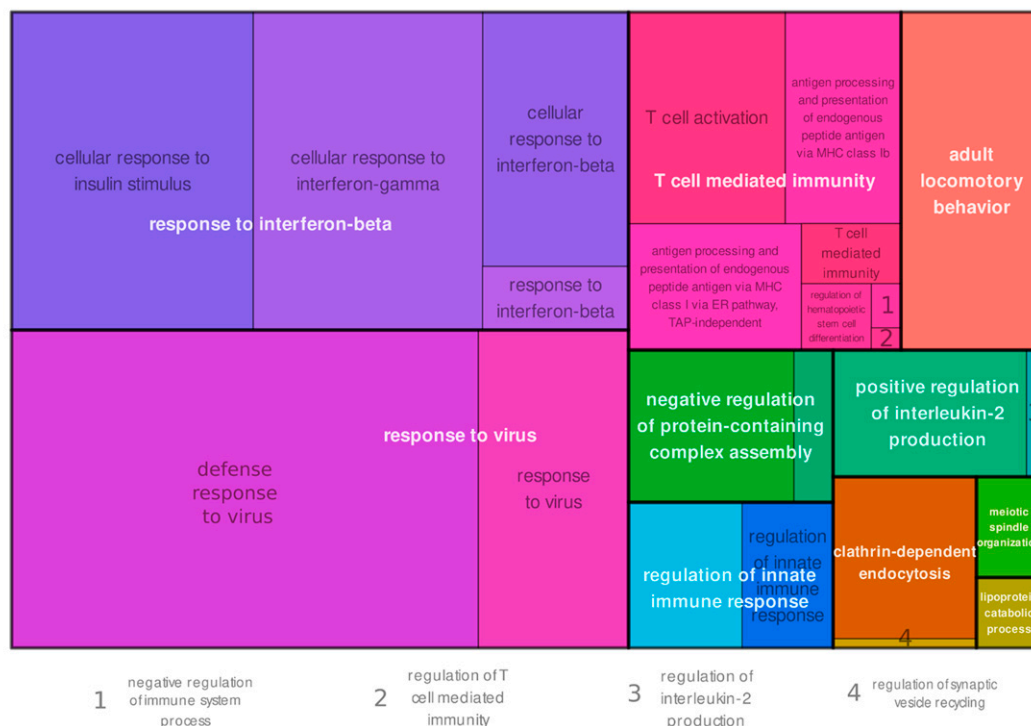 cellular response to
insulin stimulus
cellular response to
interferon-gamma
cellular
response to
interferon-beta
response to
interferon-beta
response to interferon-beta
T cell activation
antigen processing
and presentation
of endogenous
peptide antigen
via MHC class Ib
T cell mediated immunity
antigen processing and
presentation of endogenous
peptide antigen via MHC
class I via ER pathway,
TAP-independent
T cell
mediated
immunity
regulation of
hematopoietic
stem cell
differentiation
1
2
adult
locomotory
behavior
defense
response
to virus
response to virus
response
to virus
negative regulation
of protein-containing
complex assembly
positive regulation
of interleukin-2
production
regulation of innate
immune response
regulation
of innate
immune
response
clathrin-dependent
endocytosis
4
meiotic
spindle
organization
lipoprotein
catabolic
process
1 negative regulation
of immune system
process
2 regulation of T
cell mediated
immunity
3 regulation of
interleukin-2
production
4 regulation of synaptic
veside recycling